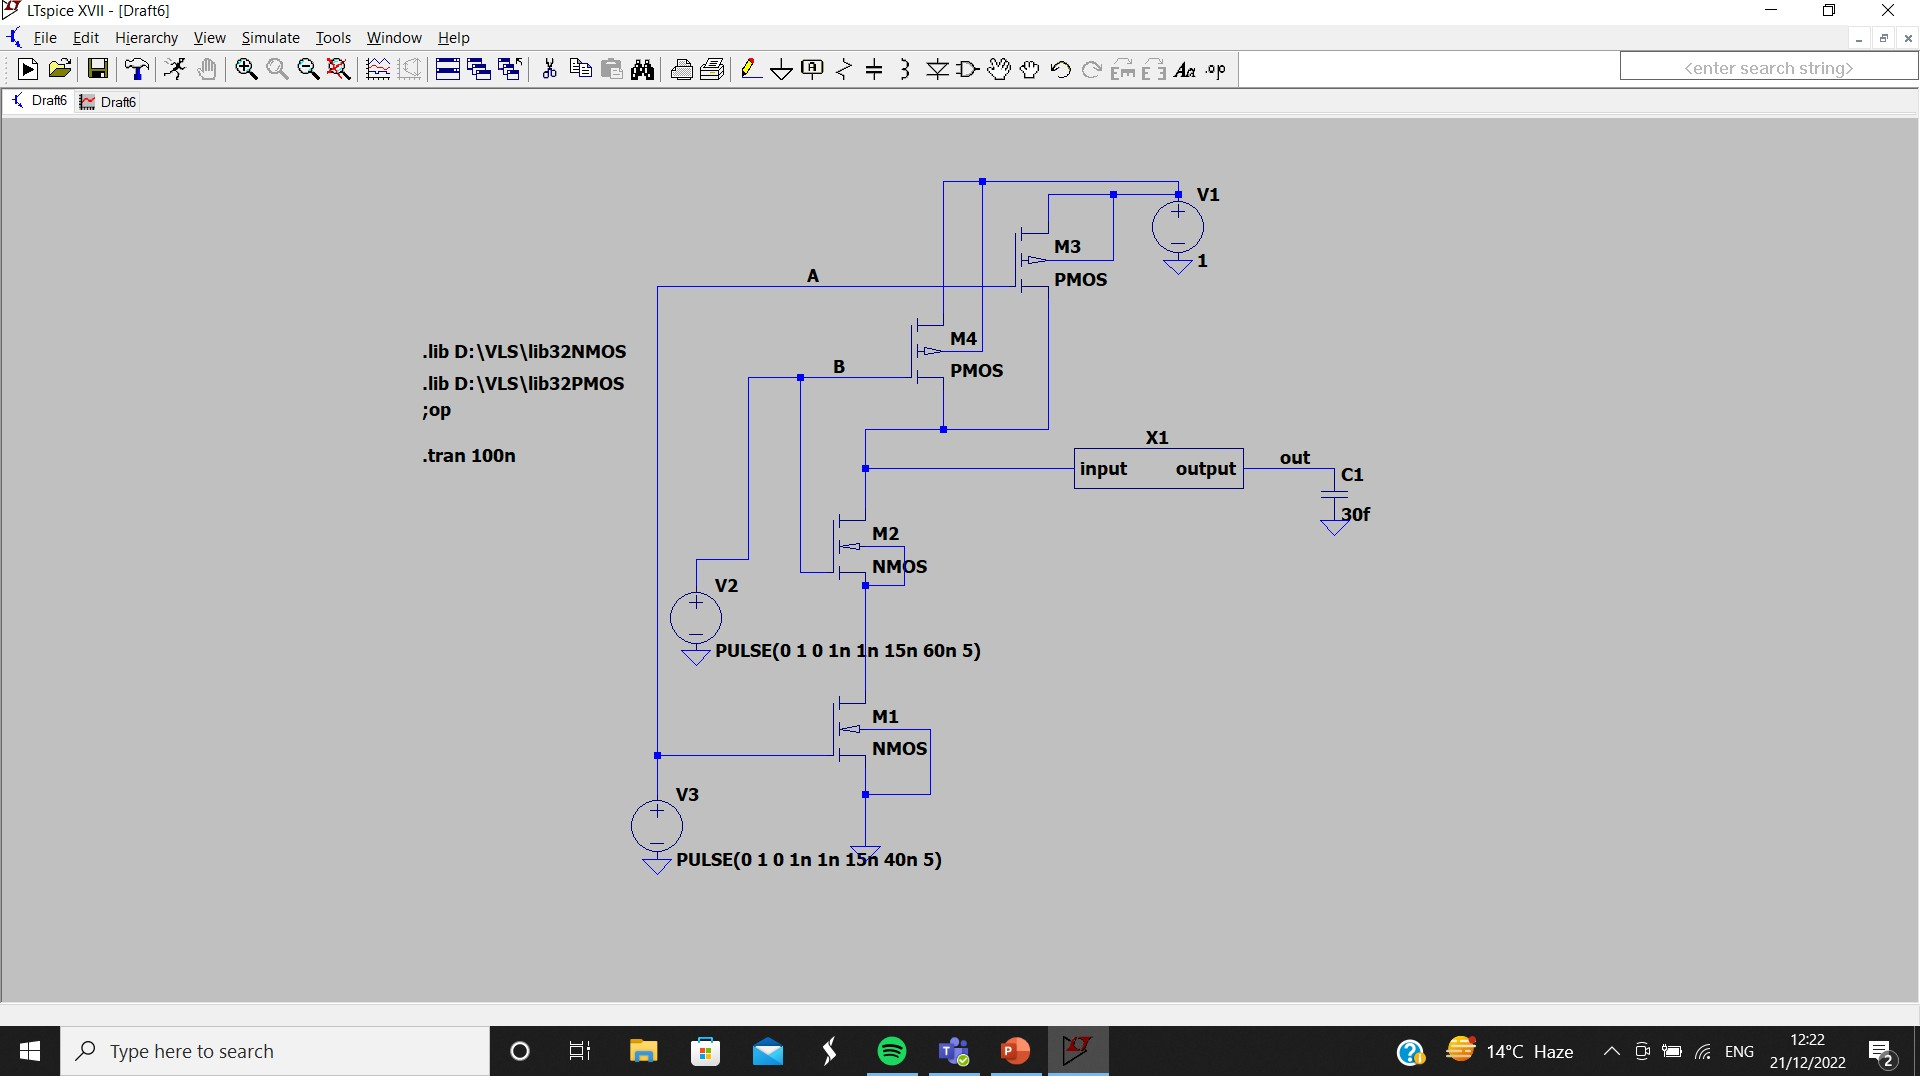 LTspice XVII - [Draft6]
File Edit Hierarchy View Simulate Tools Window Help
Aa .op
<enter search string>
Draft6 Draft6
V1
1
M3
PMOS
A
M4
PMOS
B
.lib D:\VLS\lib32NMOS
.lib D:\VLS\lib32PMOS
;op
.tran 100n
X1
input output
out
C1
30f
M2
NMOS
V2
PULSE(0 1 0 1n 1n 15n 60n 5)
M1
NMOS
V3
PULSE(0 1 0 1n 1n 15n 40n 5)
Type here to search
14°C Haze
ENG
12:22
21/12/2022
2